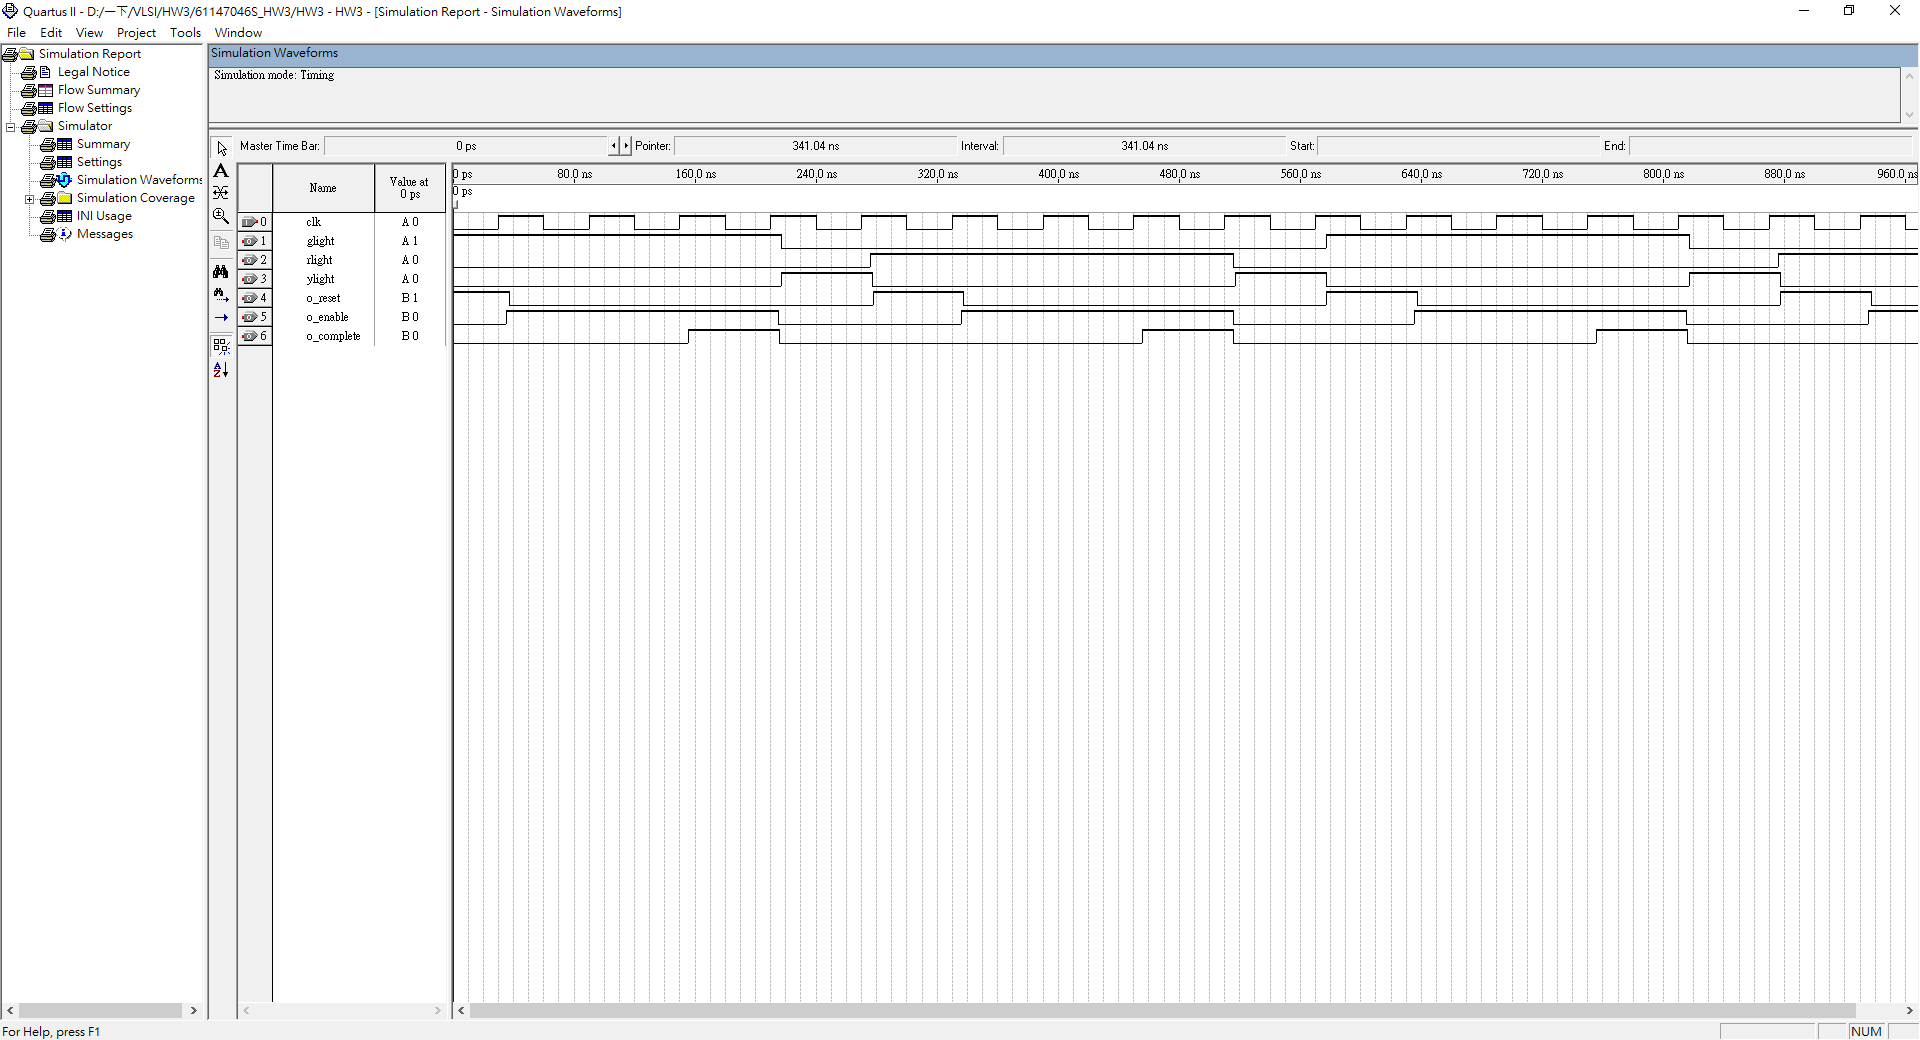 Quartus II - D:/一下/VLSI/HW3/61147046S_HW3/HW3 - HW3 - [Simulation Report - Simulation Waveforms]
File Edit View Project Tools Window
Simulation Report
Legal Notice
Flow Summary
Flow Settings
Simulator
Summary
Settings
Simulation Waveforms
Simulation Coverage
INI Usage
Messages
Simulation Waveforms
Simulation mode: Timing
Master Time Bar: 0 ps Pointer: 341.04 ns Interval: 341.04 ns Start: End:
Name
Value at
0 ps
0 ps 80.0 ns 160.0 ns 240.0 ns 320.0 ns 400.0 ns 480.0 ns 560.0 ns 640.0 ns 720.0 ns 800.0 ns 880.0 ns 960.0 ns
0 ps
0 clk A 0
1 glight A 1
2 rlight A 0
3 ylight A 0
4 o_reset B 1
5 o_enable B 0
6 o_complete B 0
For Help, press F1
NUM